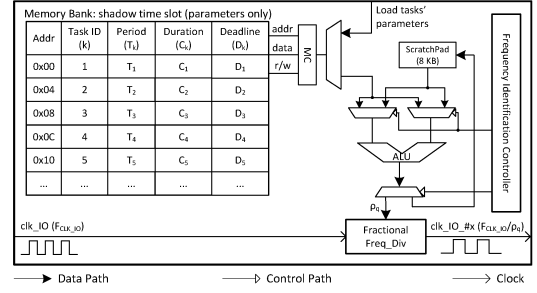 Memory Bank: shadow time slot (parameters only)
Load tasks' parameters
Addr Task ID (k) Period (Tₖ) Duration (Cₖ) Deadline (Dₖ)
0x00 1 T₁ C₁ D₁
0x04 2 T₂ C₂ D₂
0x08 3 T₃ C₃ D₃
0x0C 4 T₄ C₄ D₄
0x10 5 T₅ C₅ D₅
... ... ... ... ...
addr
data
r/w
MC
ScratchPad (8 KB)
Frequency Identification Controller
ALU
ρq
clk_IO (F_CLK_IO)
Fractional Freq_Div
clk_IO_#x (F_CLK_IO/ρq)
Data Path
Control Path
Clock